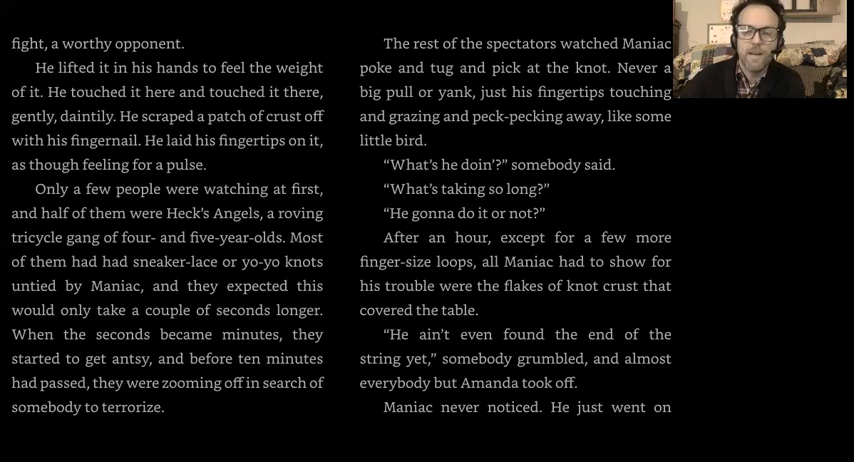 fight, a worthy opponent.
He lifted it in his hands to feel the weight
of it. He touched it here and touched it there,
gently, daintily. He scraped a patch of crust off
with his fingernail. He laid his fingertips on it,
as though feeling for a pulse.
Only a few people were watching at first,
and half of them were Heck’s Angels, a roving
tricycle gang of four- and five-year-olds. Most
of them had had sneaker-lace or yo-yo knots
untied by Maniac, and they expected this
would only take a couple of seconds longer.
When the seconds became minutes, they
started to get antsy, and before ten minutes
had passed, they were zooming off in search of
somebody to terrorize.
The rest of the spectators watched Maniac
poke and tug and pick at the knot. Never a
big pull or yank, just his fingertips touching
and grazing and peck-pecking away, like some
little bird.
“What’s he doin’?” somebody said.
“What’s taking so long?”
“He gonna do it or not?”
After an hour, except for a few more
finger-size loops, all Maniac had to show for
his trouble were the flakes of knot crust that
covered the table.
“He ain’t even found the end of the
string yet,” somebody grumbled, and almost
everybody but Amanda took off.
Maniac never noticed. He just went on